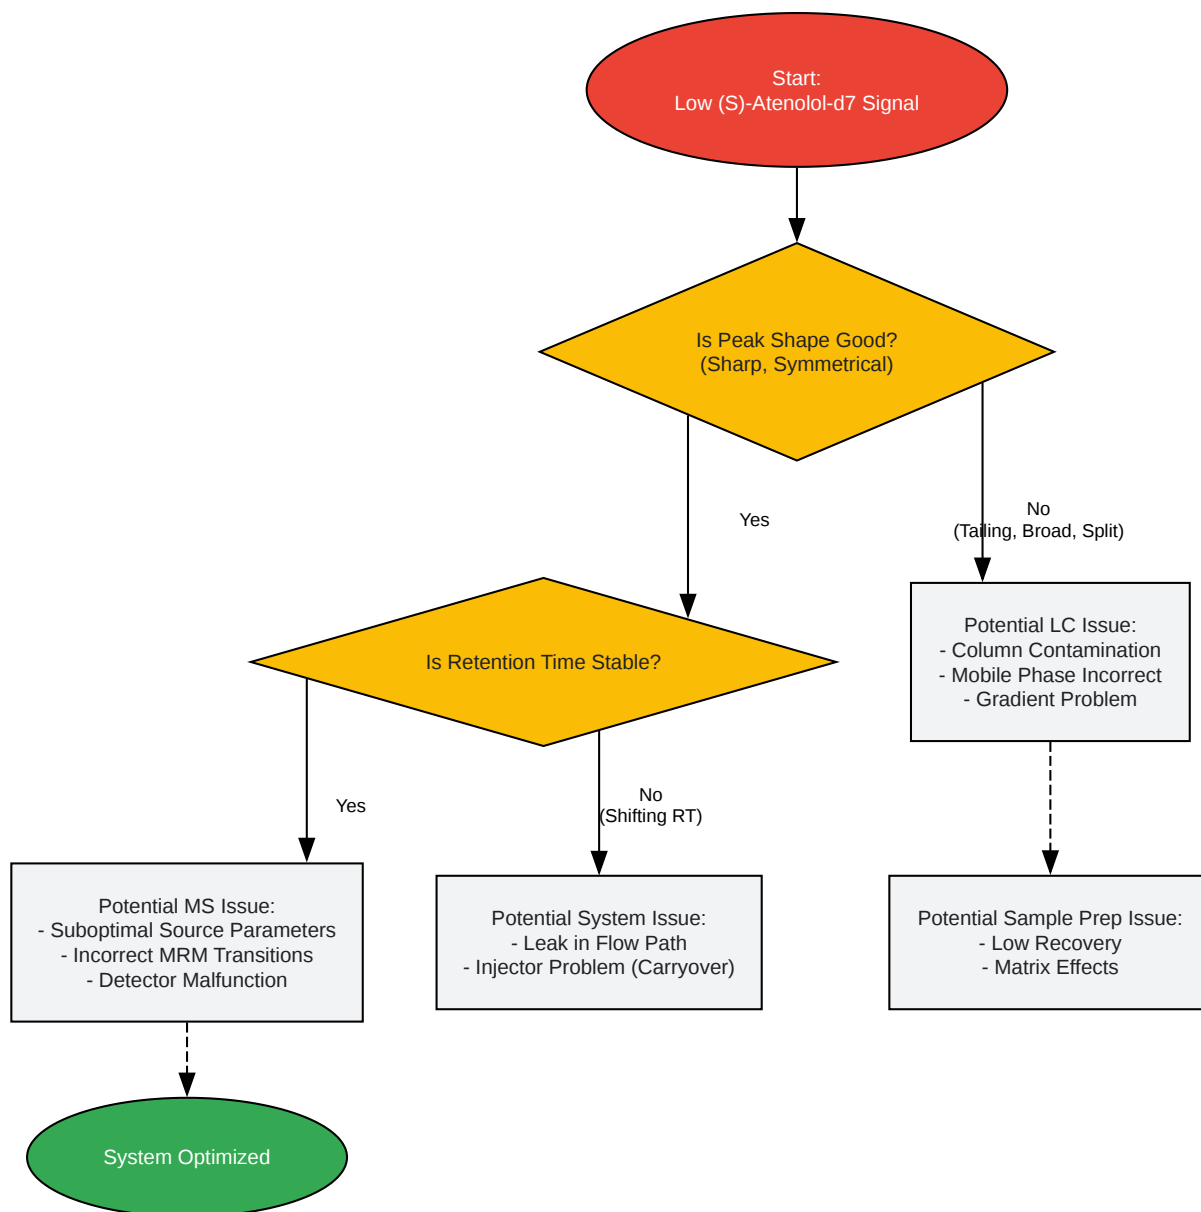 Start:
Low (S)-Atenolol-d7 Signal
Is Peak Shape Good?
(Sharp, Symmetrical)
Yes
No
(Tailing, Broad, Split)
Is Retention Time Stable?
Potential LC Issue:
- Column Contamination
- Mobile Phase Incorrect
- Gradient Problem
Yes
No
(Shifting RT)
Potential MS Issue:
- Suboptimal Source Parameters
- Incorrect MRM Transitions
- Detector Malfunction
Potential System Issue:
- Leak in Flow Path
- Injector Problem (Carryover)
Potential Sample Prep Issue:
- Low Recovery
- Matrix Effects
System Optimized